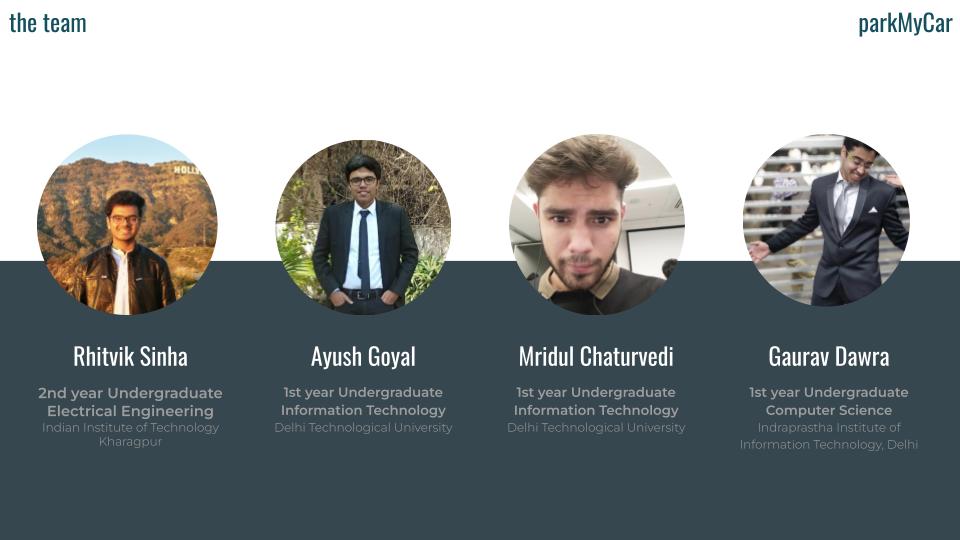 the team
parkMyCar
HOLL
Rhitvik Sinha
2nd year Undergraduate
Electrical Engineering
Indian Institute of Technology
Kharagpur
Ayush Goyal
1st year Undergraduate
Information Technology
Delhi Technological University
Mridul Chaturvedi
1st year Undergraduate
Information Technology
Delhi Technological University
Gaurav Dawra
1st year Undergraduate
Computer Science
Indraprastha Institute of
Information Technology, Delhi